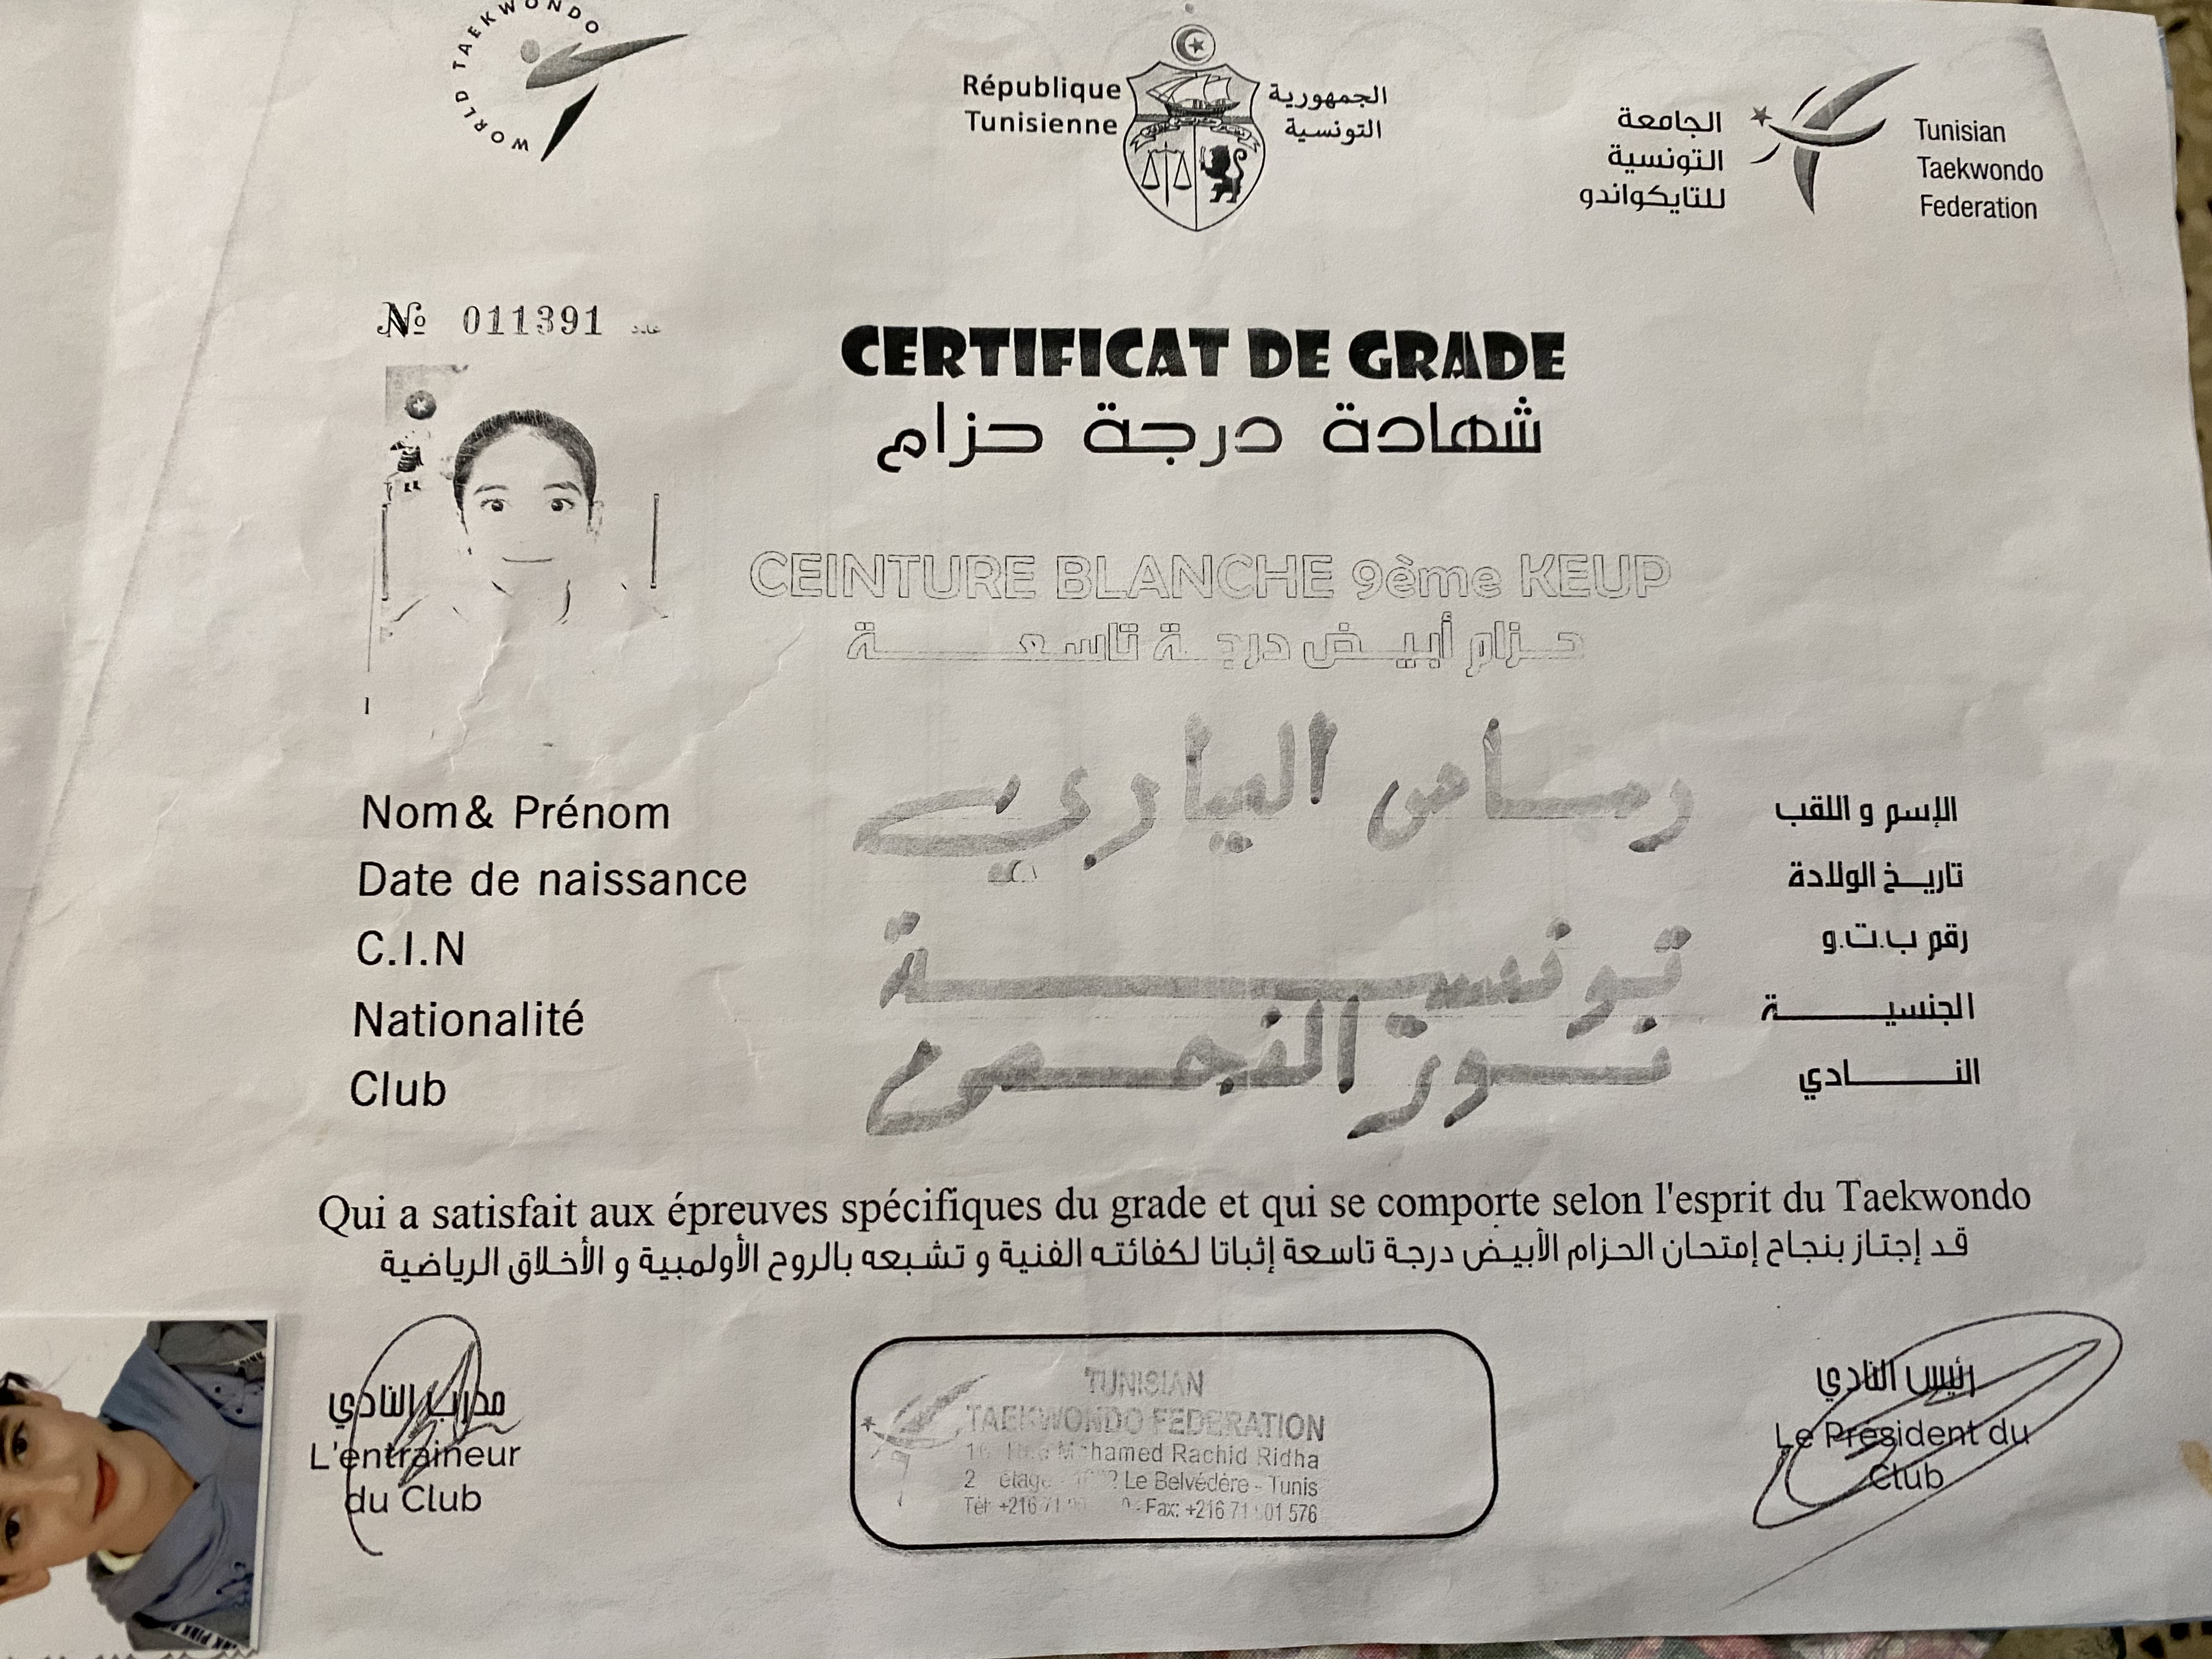 WORLD TAEKWONDO
République
Tunisienne
الجمهورية
التونسية
الجامعة
التونسية
للتايكواندو
Tunisian
Taekwondo
Federation
№ 011391 عدد
CERTIFICAT DE GRADE
شهادة درجة حزام
CEINTURE BLANCHE 9ème KEUP
حزام أبيض درجة تاسعة
Nom & Prénom العياري الإسم و اللقب
Date de naissance تاريخ الولادة
C.I.N رقم ب.ت.و
Nationalité تونسية الجنسية
Club النادي
Qui a satisfait aux épreuves spécifiques du grade et qui se comporte selon l'esprit du Taekwondo
قد إجتاز بنجاح إمتحان الحزام الأبيض درجة تاسعة إثباتا لكفائته الفنية و تشبعه بالروح الأولمبية و الأخلاق الرياضية
مدرب النادي
L'entraineur
du Club
TUNISIAN
TAEKWONDO FEDERATION
Mohamed Rachid Ridha
2 étage Le Belvédère - Tunis
Tél: +216 71 - Fax: +216 71 01 576
رئيس النادي
Le Président du
Club